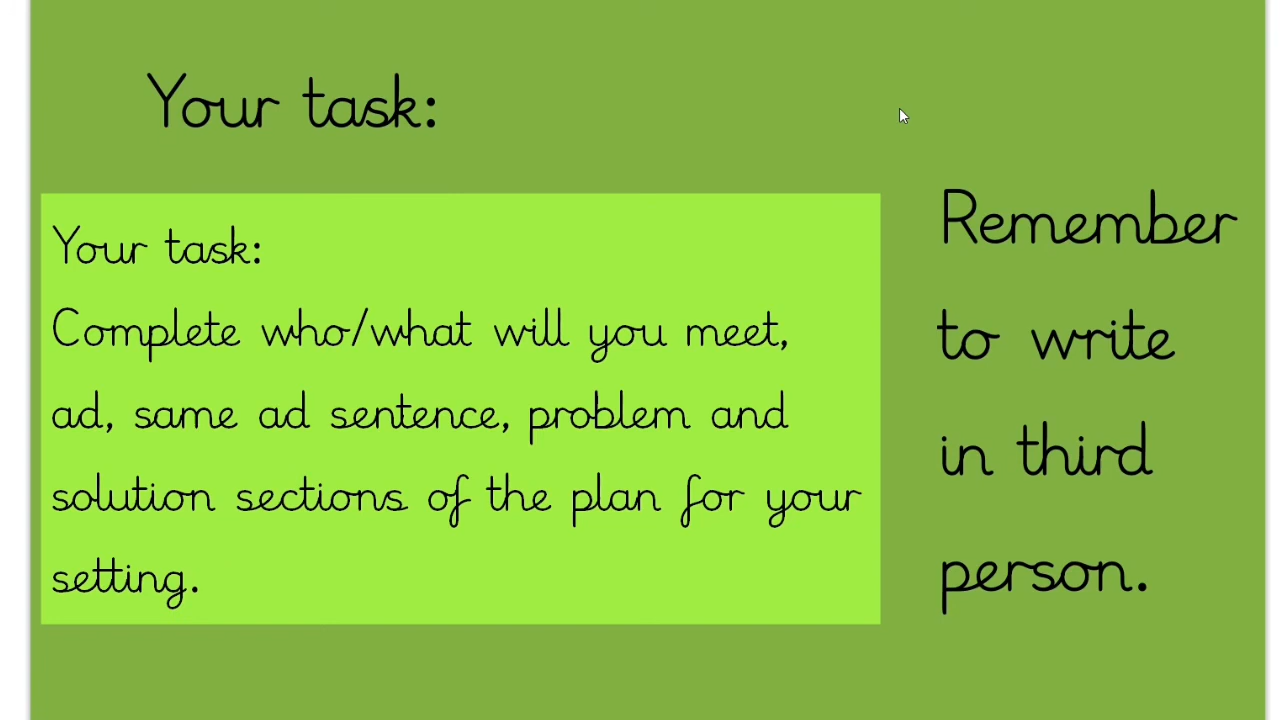 Your task:
Your task:
Complete who/what will you meet,
ad, same ad sentence, problem and
solution sections of the plan for your
setting.
Remember
to write
in third
person.